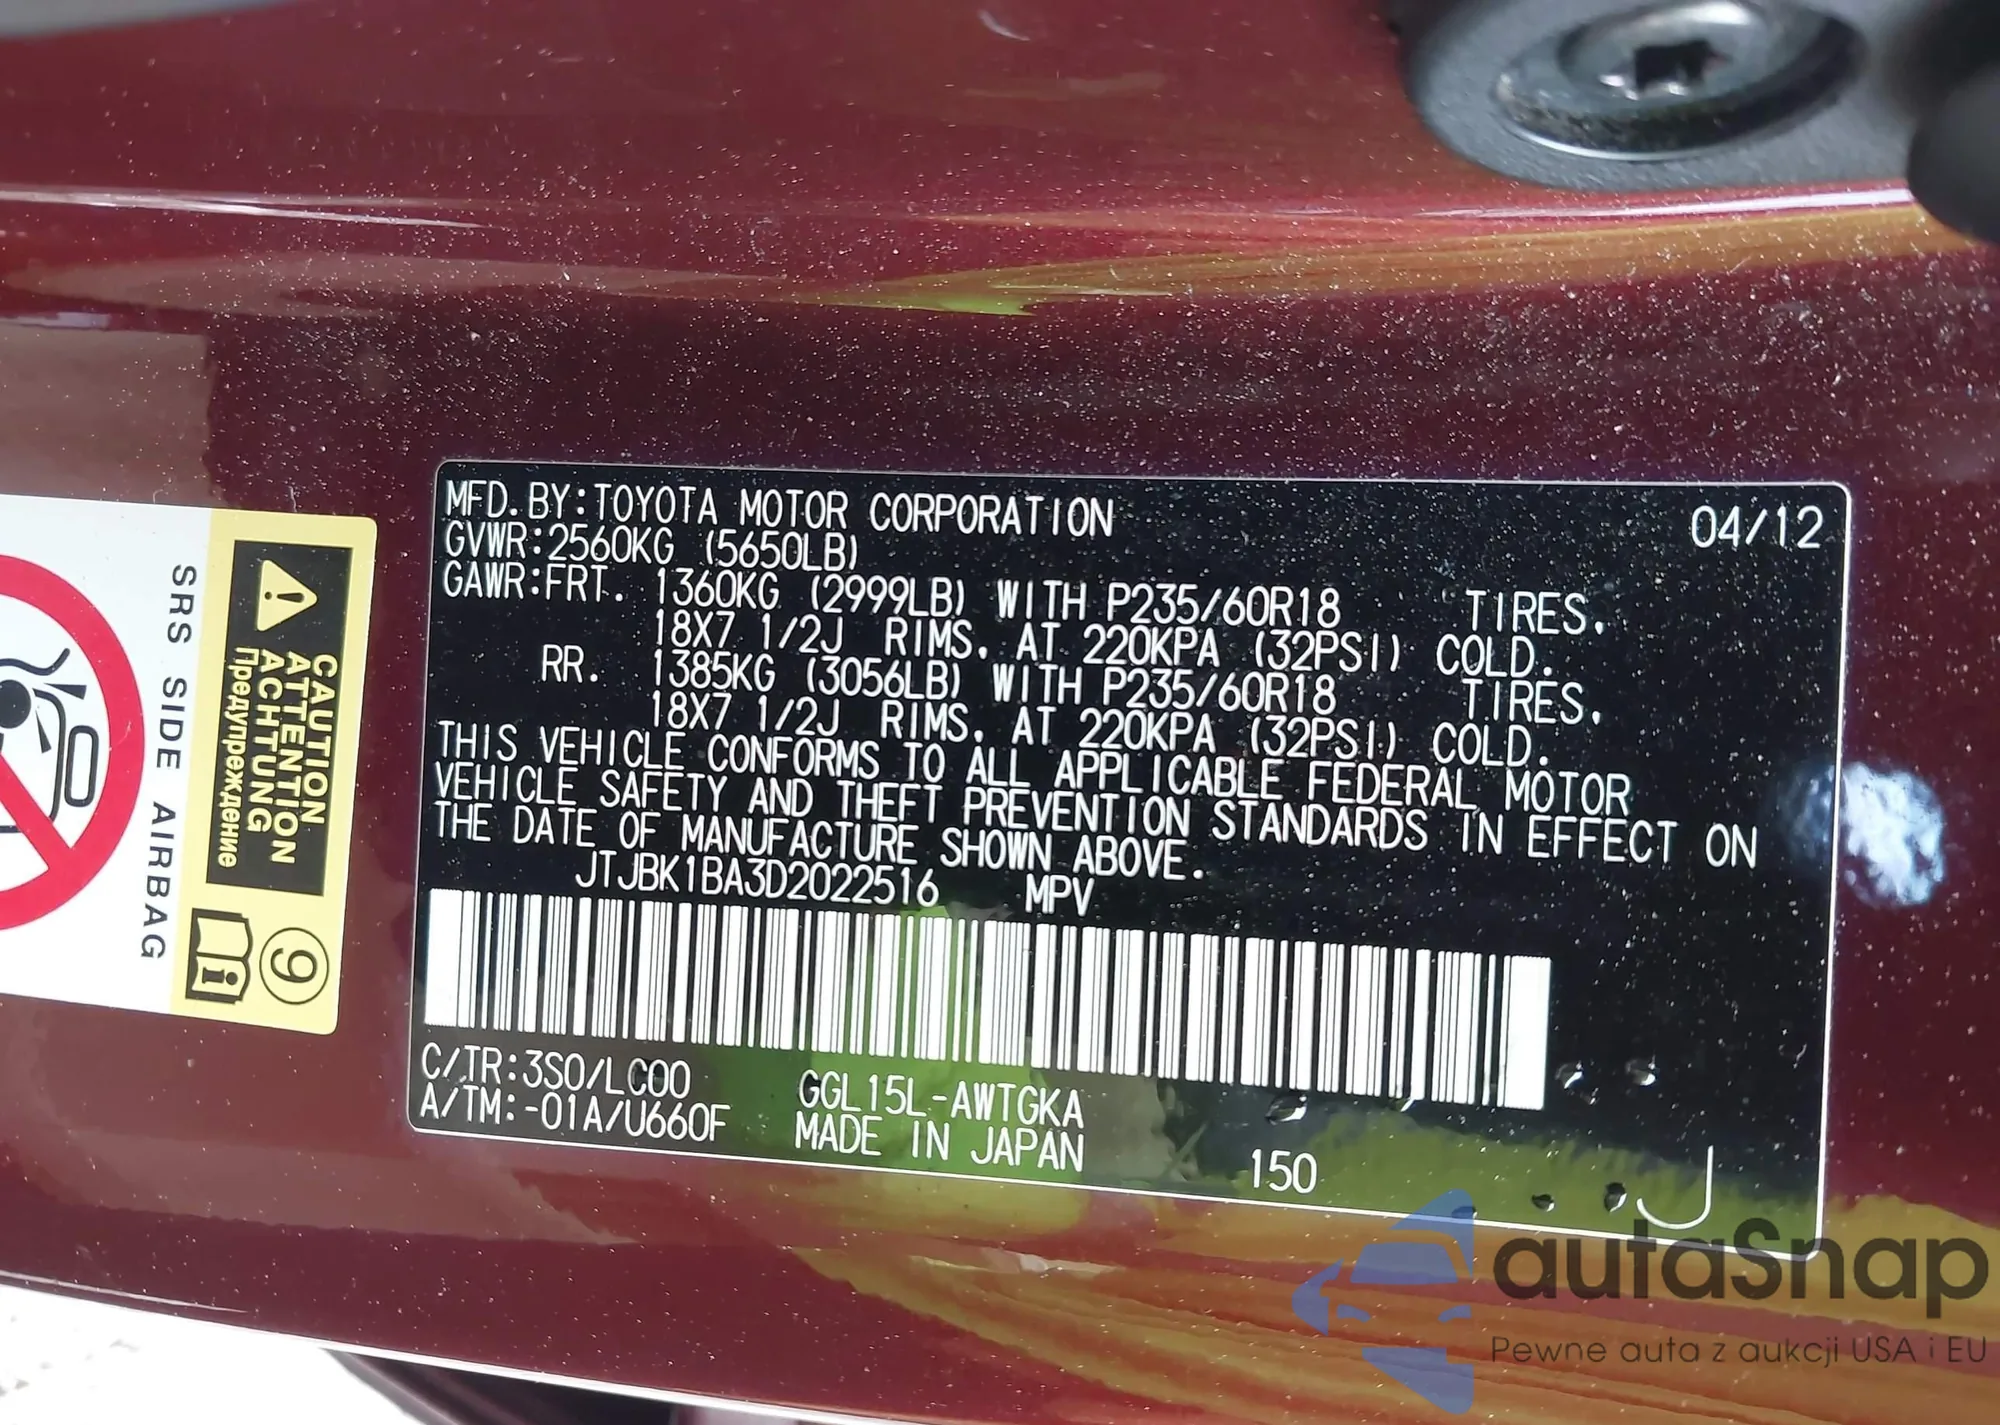 MFD. BY: TOYOTA MOTOR CORPORATION 04/12
GVWR: 2560KG (5650LB)
GAWR: FRT. 1360KG (2999LB) WITH P235/60R18 TIRES.
18X7 1/2J RIMS, AT 220KPA (32PSI) COLD.
RR. 1385KG (3056LB) WITH P235/60R18 TIRES.
18X7 1/2J RIMS, AT 220KPA (32PSI) COLD.
THIS VEHICLE CONFORMS TO ALL APPLICABLE FEDERAL MOTOR
VEHICLE SAFETY AND THEFT PREVENTION STANDARDS IN EFFECT ON
THE DATE OF MANUFACTURE SHOWN ABOVE.
JTJBK1BA3D2022516 MPV
C/TR: 3S0/LC00 GGL15L-AWTGKA
A/TM: -01A/U660F MADE IN JAPAN
150 J
CAUTION
ATTENTION
ACHTUNG
Предупреждение
SRS SIDE AIRBAG
9
i
autasnap
Pewne auta z aukcji USA i EU